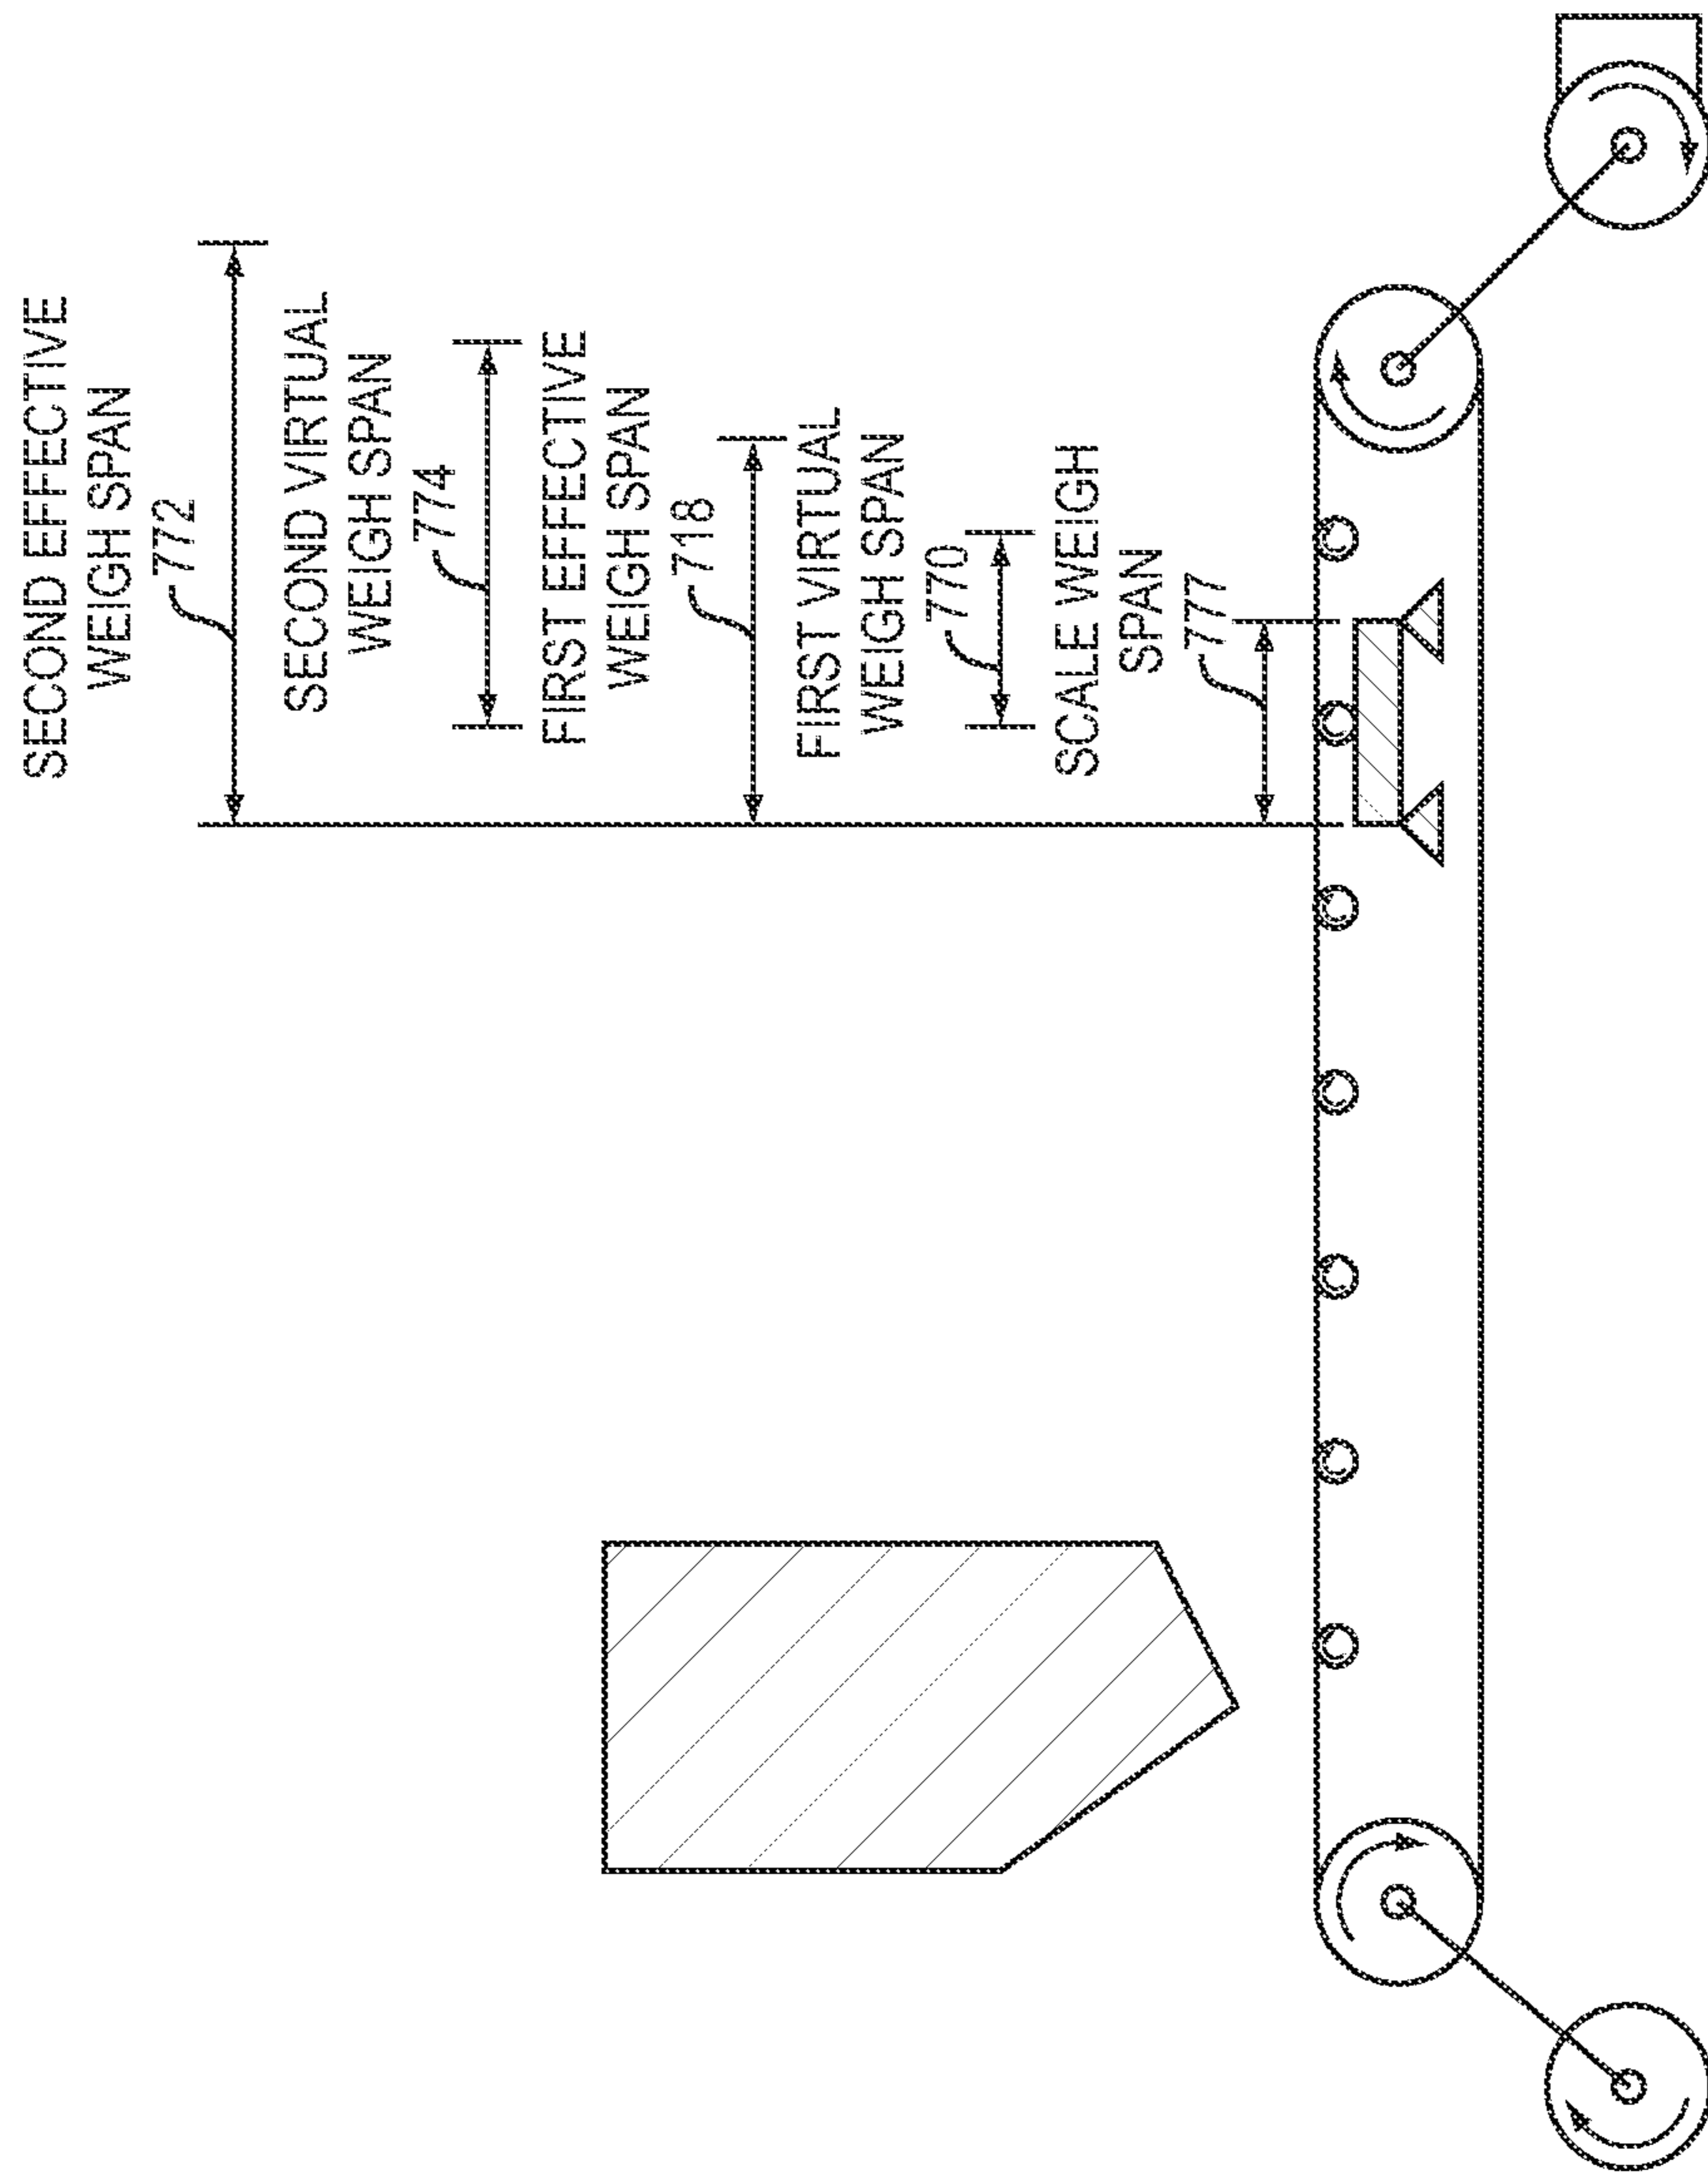 SECOND EFFECTIVE
WEIGH SPAN
772
SECOND VIRTUAL
WEIGH SPAN
774
FIRST EFFECTIVE
WEIGH SPAN
718
FIRST VIRTUAL
WEIGH SPAN
770
SCALE WEIGH
SPAN
777